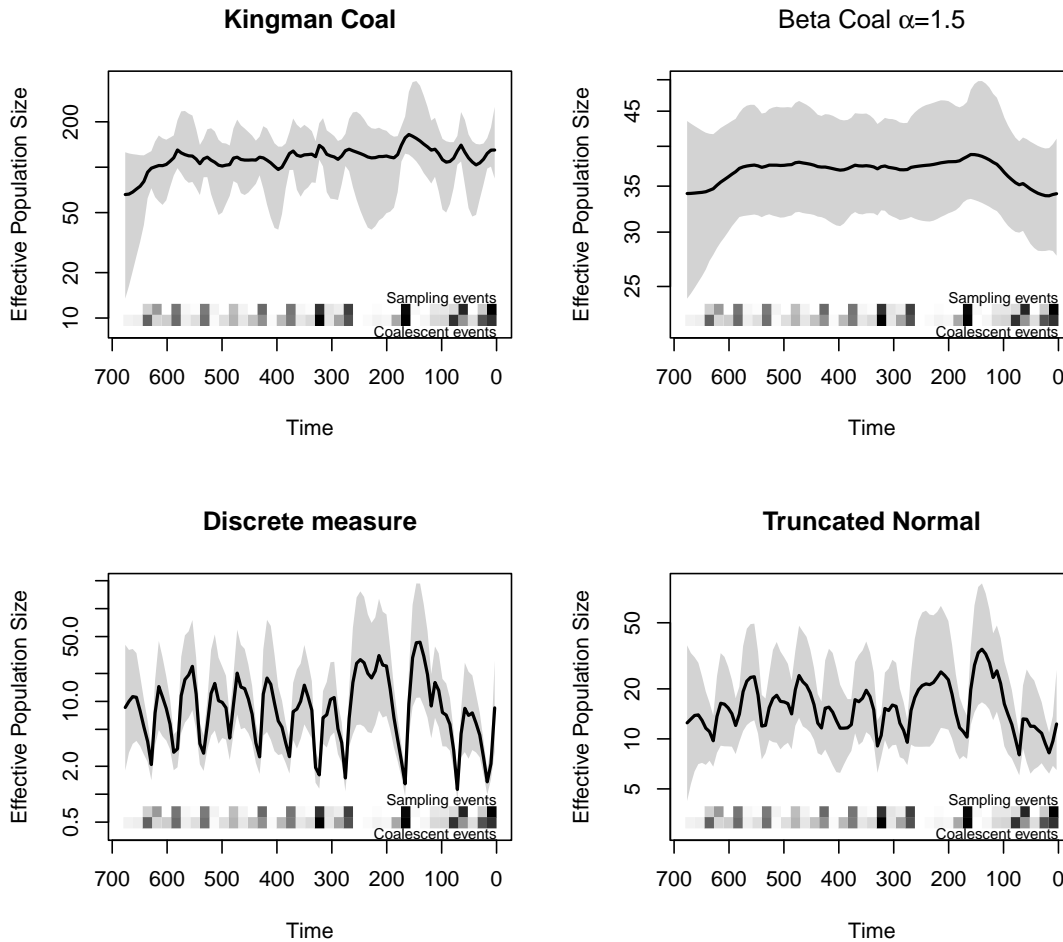 Kingman Coal
Effective Population Size
200
50
20
10
Sampling events
Coalescent events
700 600 500 400 300 200 100 0
Time
Beta Coal α=1.5
Effective Population Size
45
35
30
25
Sampling events
Coalescent events
700 600 500 400 300 200 100 0
Time
Discrete measure
Effective Population Size
50.0
10.0
2.0
0.5
Sampling events
Coalescent events
700 600 500 400 300 200 100 0
Time
Truncated Normal
Effective Population Size
50
20
10
5
Sampling events
Coalescent events
700 600 500 400 300 200 100 0
Time